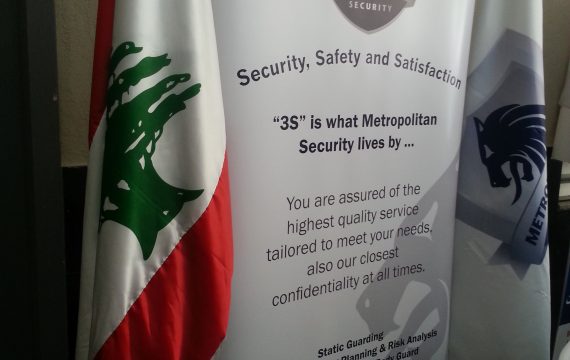 SECURITY
Security, Safety and Satisfaction
“3S” is what Metropolitan
Security lives by ...
You are assured of the
highest quality service
tailored to meet your needs,
also our closest
confidentiality at all times.
Static Guarding
Planning & Risk Analysis
Guard
METRO